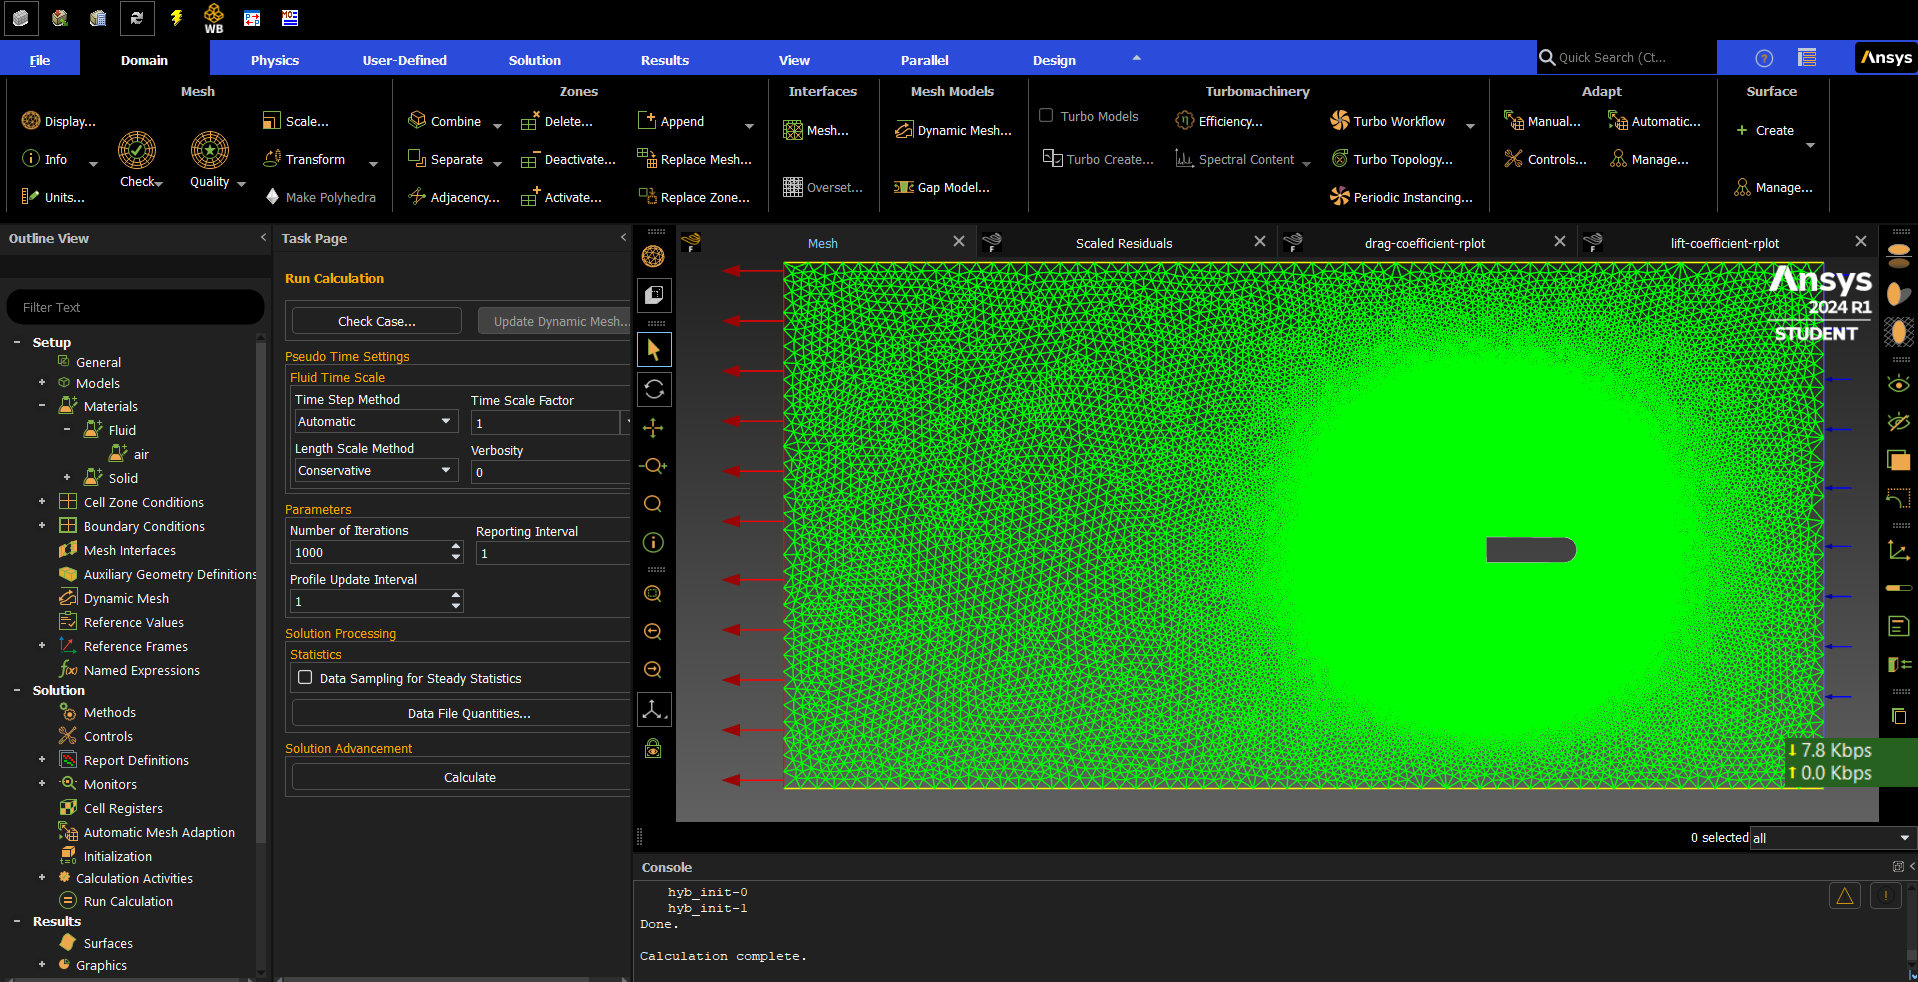 WB
File
Domain
Physics
User-Defined
Solution
Results
View
Parallel
Design
Quick Search (Ct...
Ansys
Mesh
Display...
Info
Units...
Check
Quality
Scale...
Transform
Make Polyhedra
Zones
Combine
Separate
Adjacency...
Delete...
Deactivate...
Activate...
Append
Replace Mesh...
Replace Zone...
Interfaces
Mesh...
Overset...
Mesh Models
Dynamic Mesh...
Gap Model...
Turbomachinery
Turbo Models
Turbo Create...
Efficiency...
Spectral Content
Turbo Workflow
Turbo Topology...
Periodic Instancing...
Adapt
Manual...
Controls...
Automatic...
Manage...
Surface
Create
Manage...
Outline View
Filter Text
Setup
General
Models
Materials
Fluid
air
Solid
Cell Zone Conditions
Boundary Conditions
Mesh Interfaces
Auxiliary Geometry Definitions
Dynamic Mesh
Reference Values
Reference Frames
Named Expressions
Solution
Methods
Controls
Report Definitions
Monitors
Cell Registers
Automatic Mesh Adaption
Initialization
Calculation Activities
Run Calculation
Results
Surfaces
Graphics
Task Page
Run Calculation
Check Case...
Update Dynamic Mesh...
Pseudo Time Settings
Fluid Time Scale
Time Step Method
Time Scale Factor
Automatic
1
Length Scale Method
Verbosity
Conservative
0
Parameters
Number of Iterations
Reporting Interval
1000
1
Profile Update Interval
1
Solution Processing
Statistics
Data Sampling for Steady Statistics
Data File Quantities...
Solution Advancement
Calculate
Mesh
Scaled Residuals
drag-coefficient-rplot
lift-coefficient-rplot
Ansys
2024 R1
STUDENT
7.8 Kbps
0.0 Kbps
0 selected
all
Console
hyb_init-0
hyb_init-1
Done.
Calculation complete.